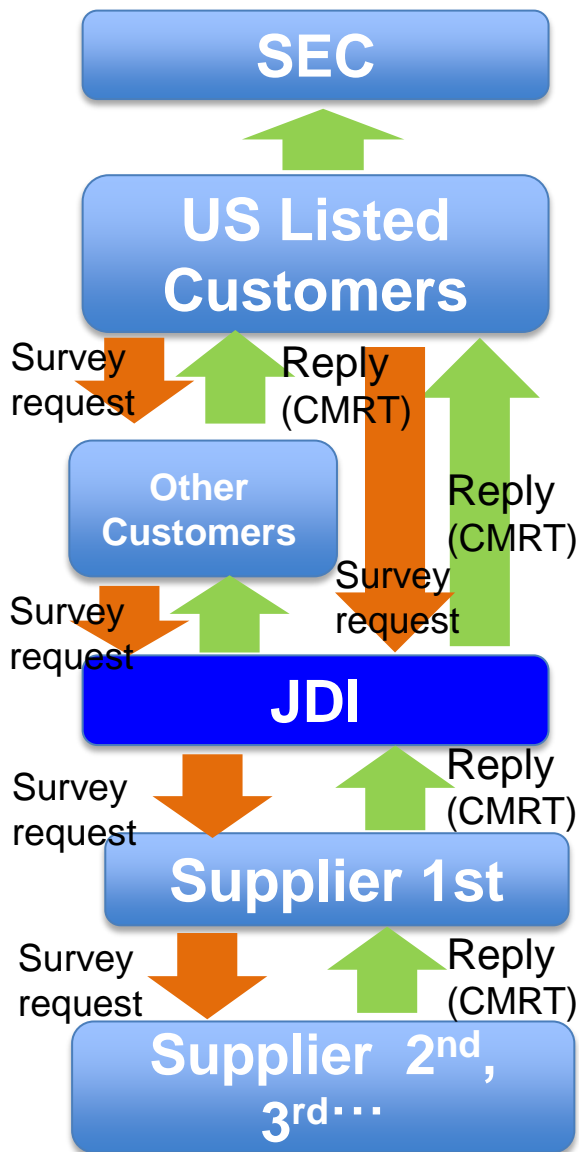 SEC
US Listed
Customers
Survey
request
Reply
(CMRT)
Other
Customers
Reply
(CMRT)
Survey
request
Survey
request
JDI
Survey
request
Reply
(CMRT)
Supplier 1st
Survey
request
Reply
(CMRT)
Supplier 2nd,
3rd…